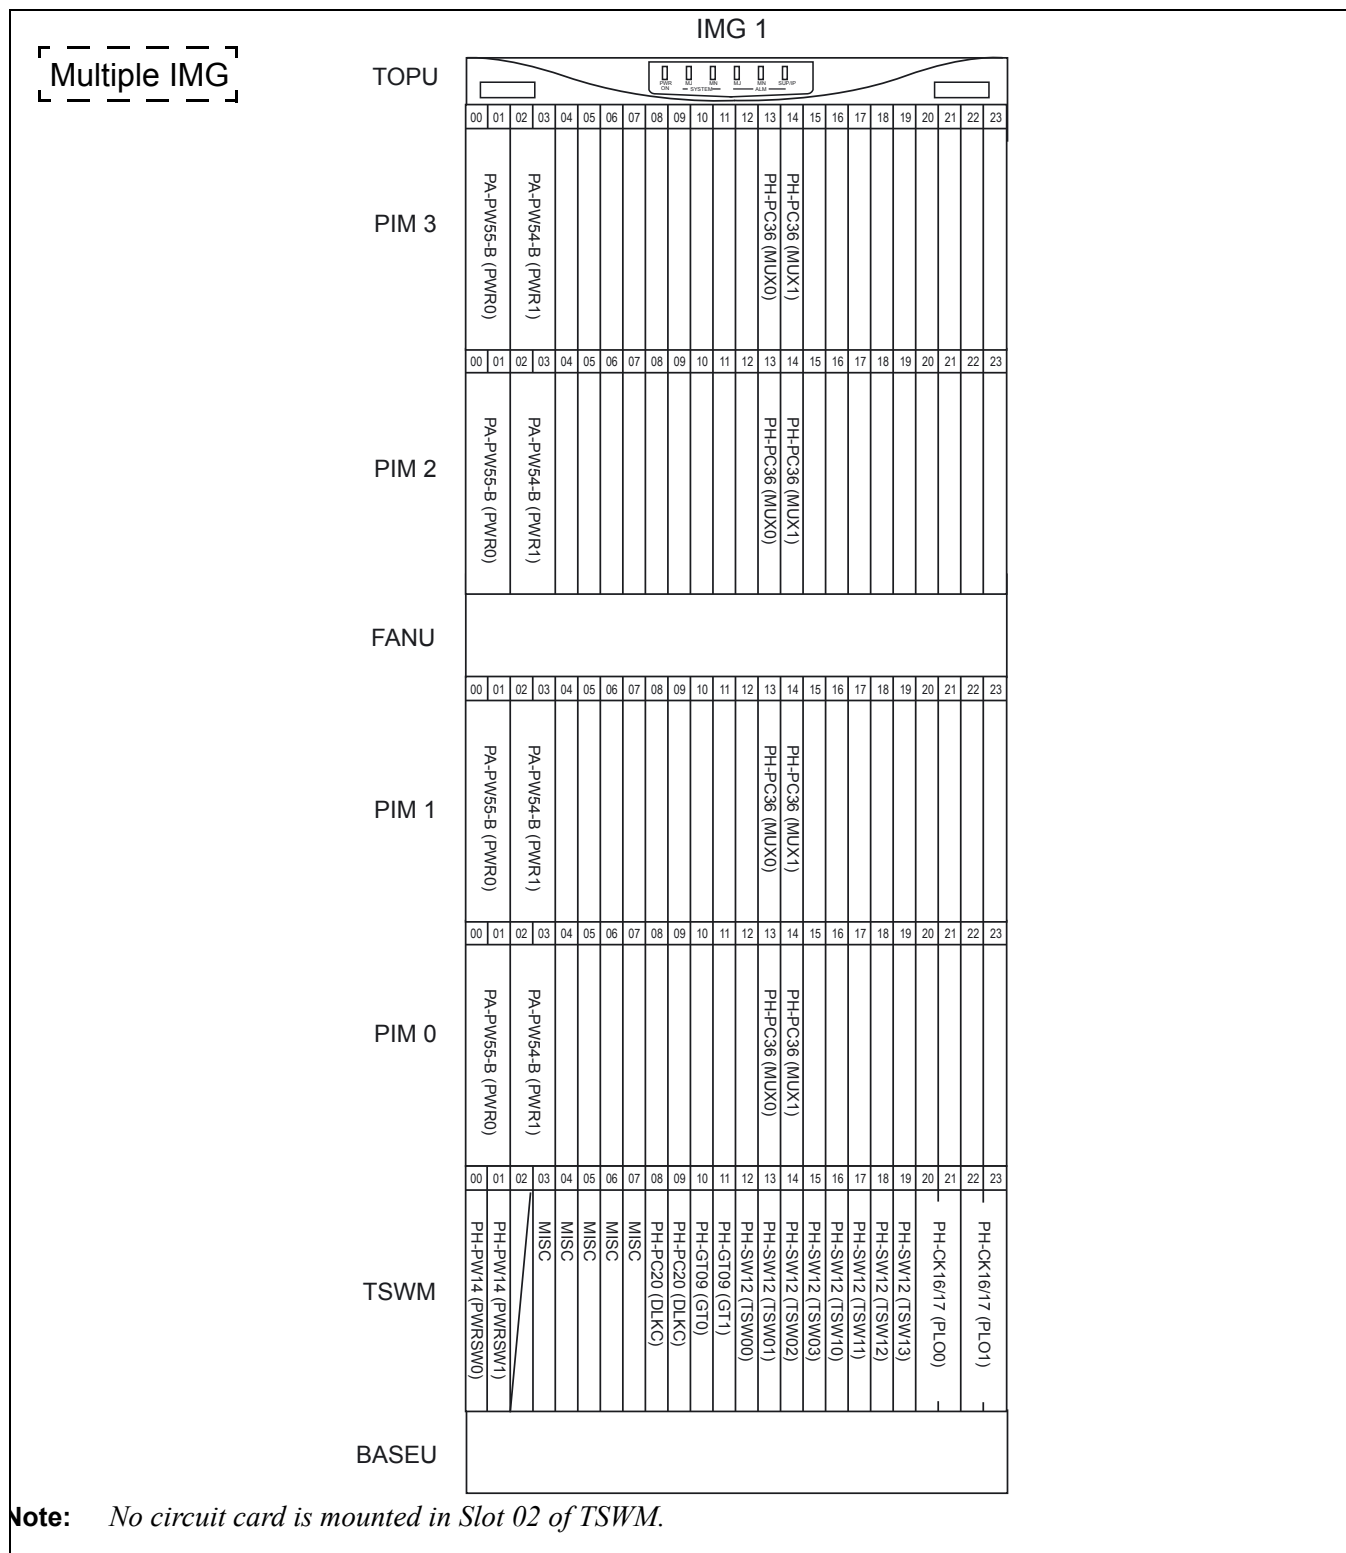 IMG 1
Multiple IMG
TOPU
PWR ON
MJ MN MJ MN SUP/IP
SYSTEM ALM
00 01 02 03 04 05 06 07 08 09 10 11 12 13 14 15 16 17 18 19 20 21 22 23
PIM 3
PA-PW55-B (PWR0)
PA-PW54-B (PWR1)
PH-PC36 (MUX0)
PH-PC36 (MUX1)
00 01 02 03 04 05 06 07 08 09 10 11 12 13 14 15 16 17 18 19 20 21 22 23
PIM 2
PA-PW55-B (PWR0)
PA-PW54-B (PWR1)
PH-PC36 (MUX0)
PH-PC36 (MUX1)
FANU
00 01 02 03 04 05 06 07 08 09 10 11 12 13 14 15 16 17 18 19 20 21 22 23
PIM 1
PA-PW55-B (PWR0)
PA-PW54-B (PWR1)
PH-PC36 (MUX0)
PH-PC36 (MUX1)
00 01 02 03 04 05 06 07 08 09 10 11 12 13 14 15 16 17 18 19 20 21 22 23
PIM 0
PA-PW55-B (PWR0)
PA-PW54-B (PWR1)
PH-PC36 (MUX0)
PH-PC36 (MUX1)
00 01 02 03 04 05 06 07 08 09 10 11 12 13 14 15 16 17 18 19 20 21 22 23
TSWM
PH-PW14 (PWRSW0)
PH-PW14 (PWRSW1)
MISC
MISC
MISC
MISC
MISC
PH-PC20 (DLKC)
PH-PC20 (DLKC)
PH-GT09 (GT0)
PH-GT09 (GT1)
PH-SW12 (TSW00)
PH-SW12 (TSW01)
PH-SW12 (TSW02)
PH-SW12 (TSW03)
PH-SW12 (TSW10)
PH-SW12 (TSW11)
PH-SW12 (TSW12)
PH-SW12 (TSW13)
PH-CK16/17 (PLO0)
PH-CK16/17 (PLO1)
BASEU
Note: No circuit card is mounted in Slot 02 of TSWM.